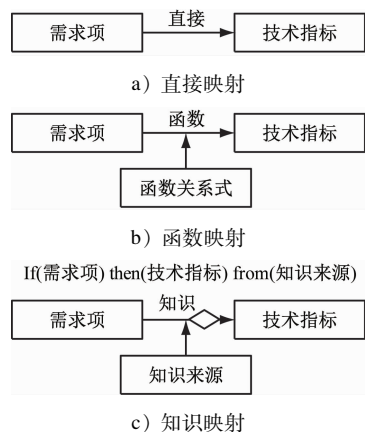 需求项 直接 技术指标
a）直接映射
需求项 函数 技术指标
函数关系式
b）函数映射
If(需求项) then(技术指标) from(知识来源)
需求项 知识 技术指标
知识来源
c）知识映射